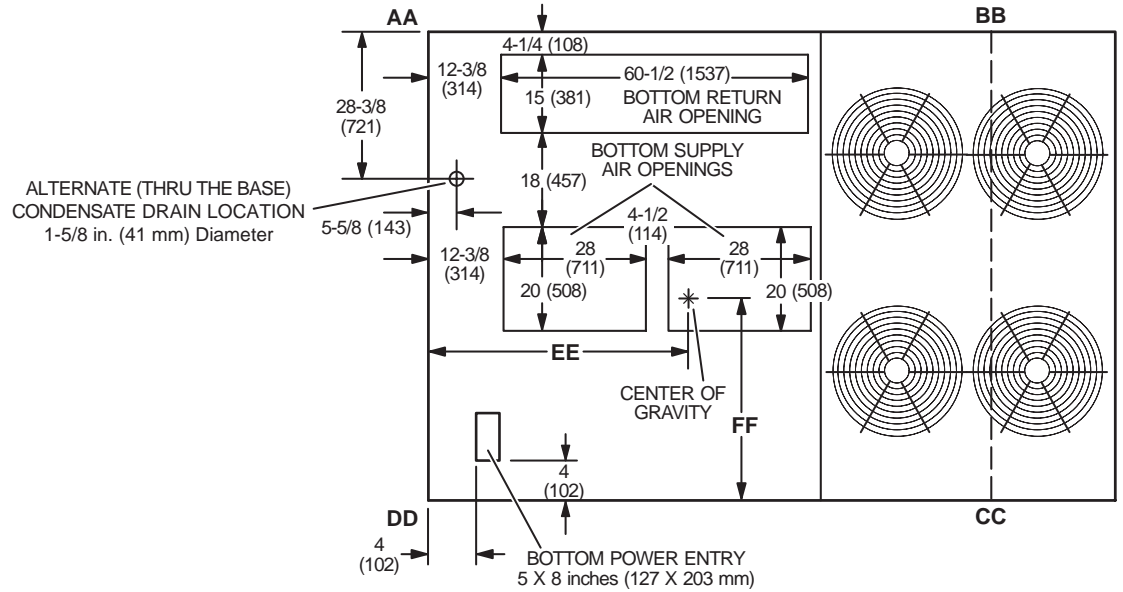 AA
BB
4-1/4 (108)
12-3/8
(314)
60-1/2 (1537)
28-3/8
(721)
15 (381)
BOTTOM RETURN
AIR OPENING
BOTTOM SUPPLY
AIR OPENINGS
18 (457)
ALTERNATE (THRU THE BASE)
CONDENSATE DRAIN LOCATION
1-5/8 in. (41 mm) Diameter
5-5/8 (143)
4-1/2
(114)
12-3/8
(314)
28
(711)
28
(711)
20 (508)
20 (508)
EE
CENTER OF
GRAVITY
FF
4
(102)
DD
CC
4
(102)
BOTTOM POWER ENTRY
5 X 8 inches (127 X 203 mm)